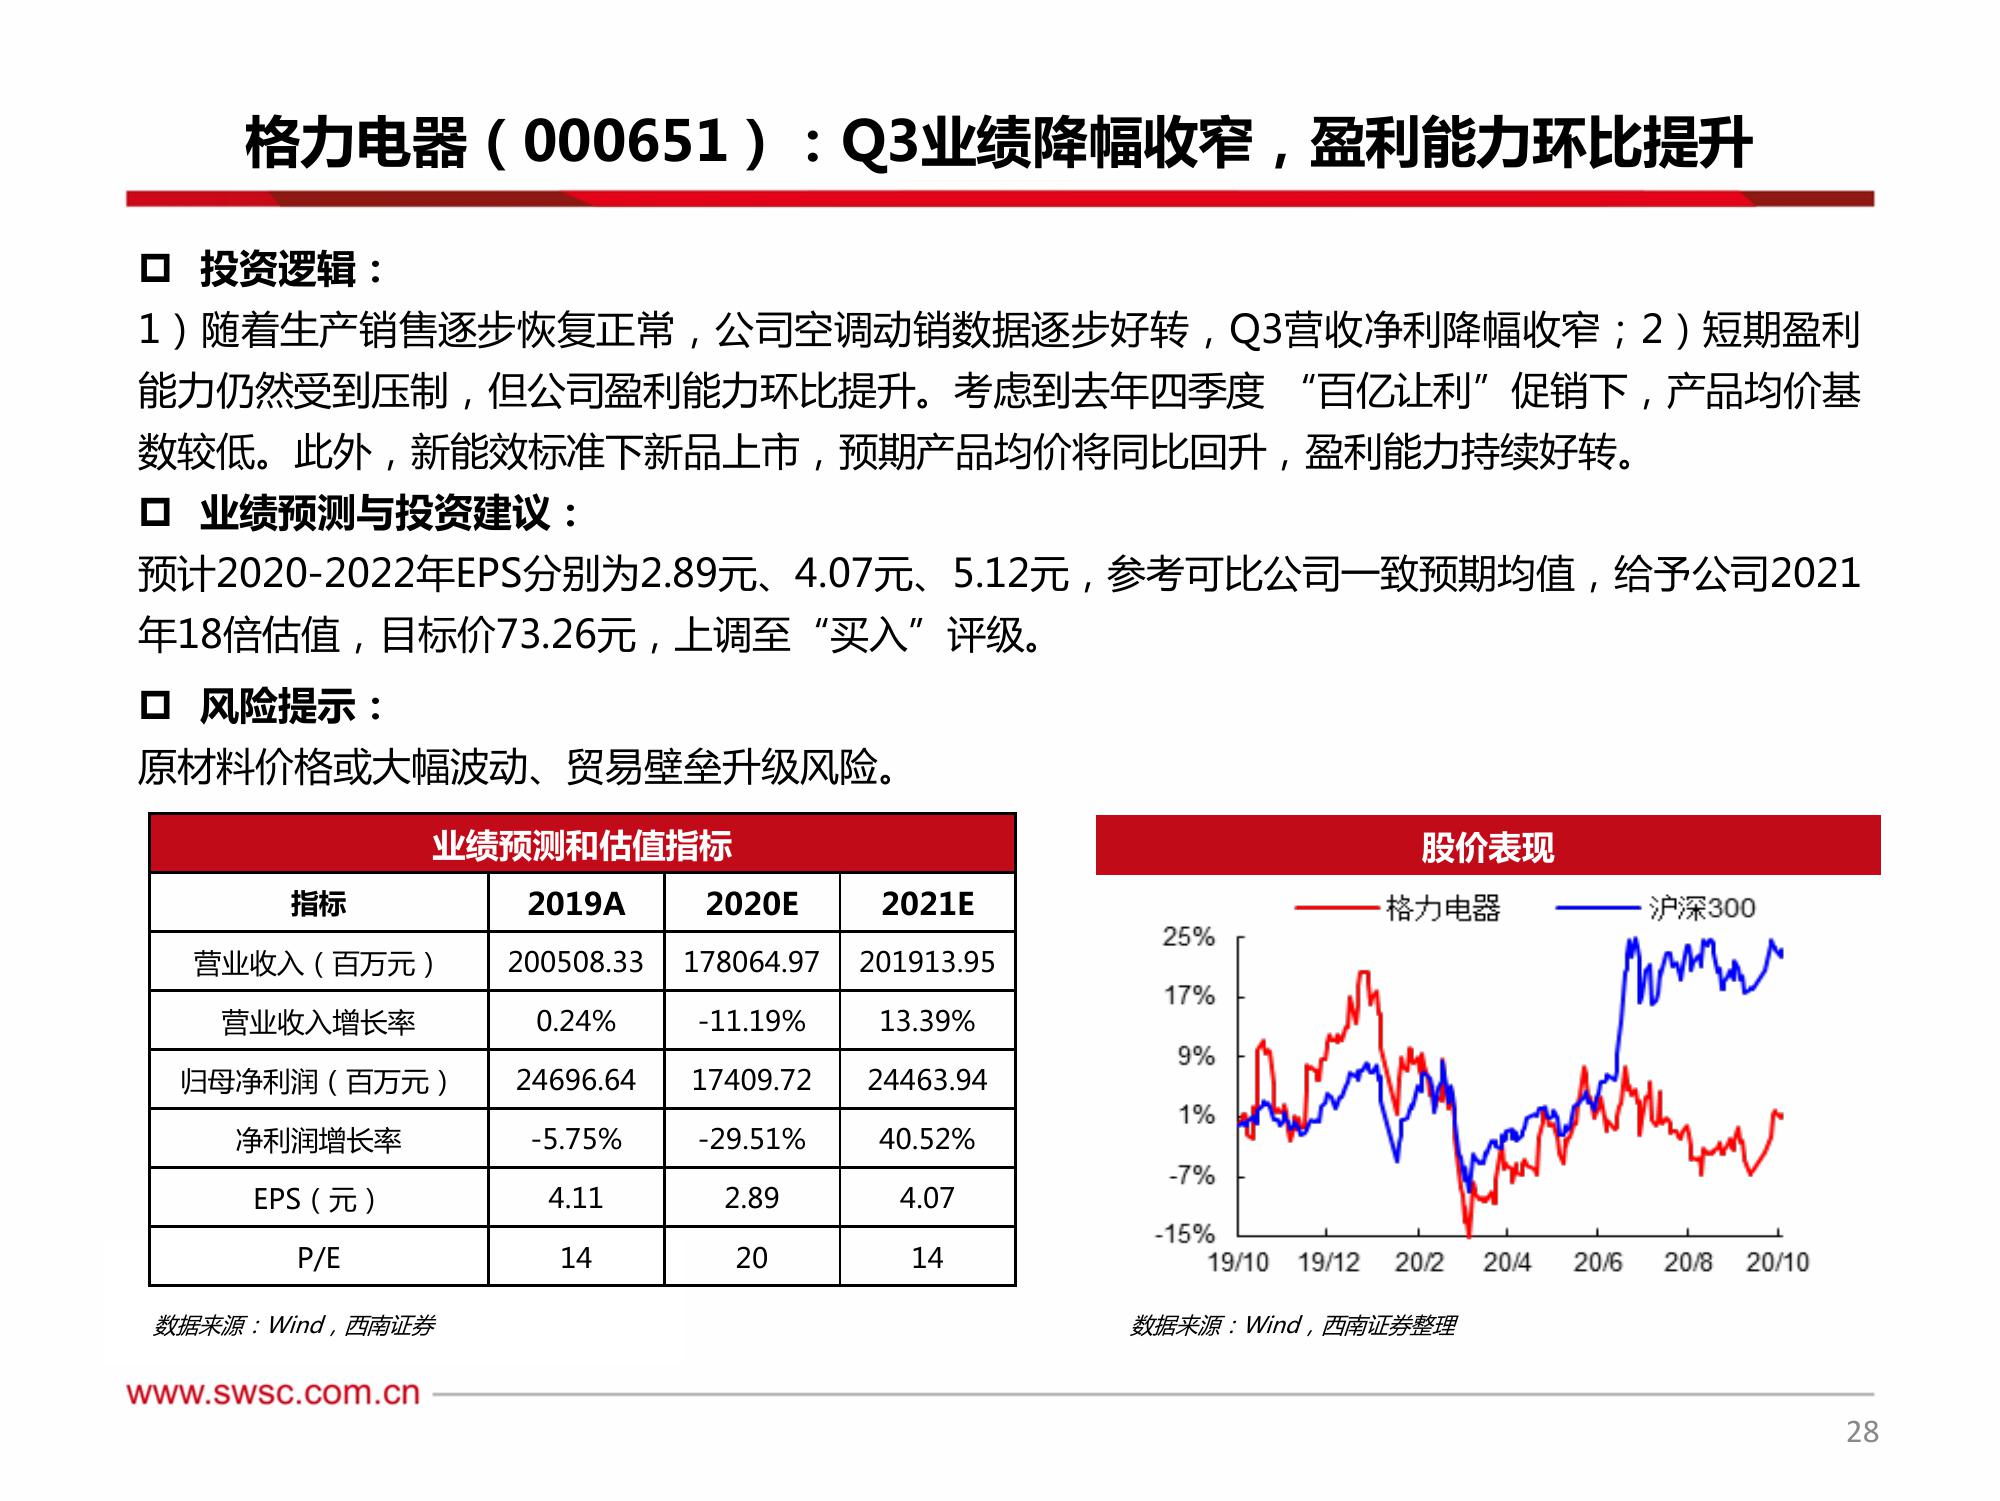 格力电器（000651）：Q3业绩降幅收窄，盈利能力环比提升
投资逻辑：
1）随着生产销售逐步恢复正常，公司空调动销数据逐步好转，Q3营收净利降幅收窄；2）短期盈利
能力仍然受到压制，但公司盈利能力环比提升。考虑到去年四季度 “百亿让利”促销下，产品均价基
数较低。此外，新能效标准下新品上市，预期产品均价将同比回升，盈利能力持续好转。
业绩预测与投资建议：
预计2020-2022年EPS分别为2.89元、4.07元、5.12元，参考可比公司一致预期均值，给予公司2021
年18倍估值，目标价73.26元，上调至“买入”评级。
风险提示：
原材料价格或大幅波动、贸易壁垒升级风险。
业绩预测和估值指标
指标 2019A 2020E 2021E
营业收入（百万元） 200508.33 178064.97 201913.95
营业收入增长率 0.24% -11.19% 13.39%
归母净利润（百万元） 24696.64 17409.72 24463.94
净利润增长率 -5.75% -29.51% 40.52%
EPS（元） 4.11 2.89 4.07
P/E 14 20 14
数据来源：Wind，西南证券
股价表现
格力电器 沪深300
25%
17%
9%
1%
-7%
-15%
19/10 19/12 20/2 20/4 20/6 20/8 20/10
数据来源：Wind，西南证券整理
www.swsc.com.cn
28